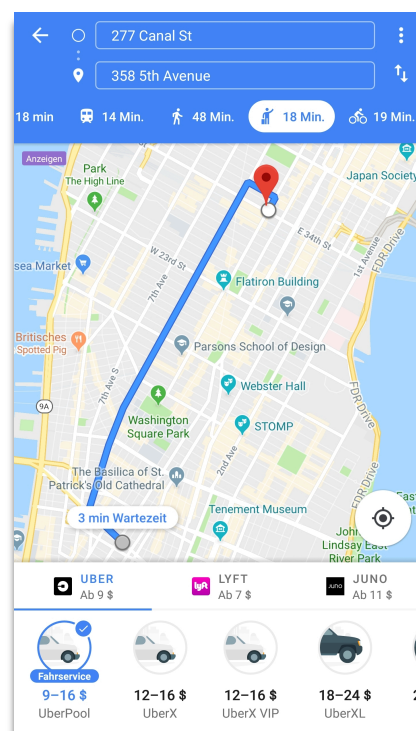 277 Canal St
358 5th Avenue
18 min
14 Min.
48 Min.
18 Min.
19 Min.
Anzeigen
Park
The High Line
Japan Society
E 34th St
1st Avenue
FDR Drive
W 23rd St
sea Market
7th Ave
Flatiron Building
Britisches
Spotted Pig
Parsons School of Design
7th Ave S
Webster Hall
FDR Drive
9A
Washington
Square Park
STOMP
2nd Ave
The Basilica of St.
Patrick's Old Cathedral
3 min Wartezeit
Tenement Museum
East
John
Lindsay East
River Park
UBER
Ab 9 $
LYFT
Ab 7 $
JUNO
Ab 11 $
Fahrservice
9–16 $
UberPool
12–16 $
UberX
12–16 $
UberX VIP
18–24 $
UberXL